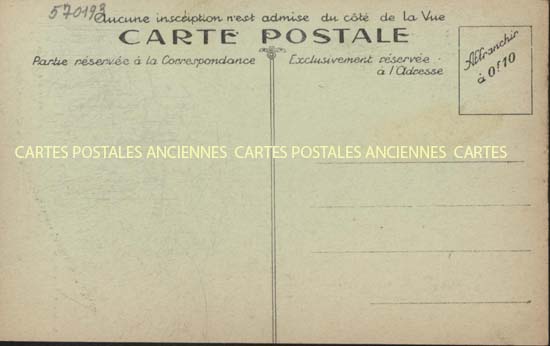 570193
Aucune inscription n'est admise du côté de la Vue
CARTE POSTALE
Partie réservée à la Correspondance
Exclusivement réservée
à l'Adresse
Affranchir
à 0f10
CARTES POSTALES ANCIENNES CARTES POSTALES ANCIENNES CARTES